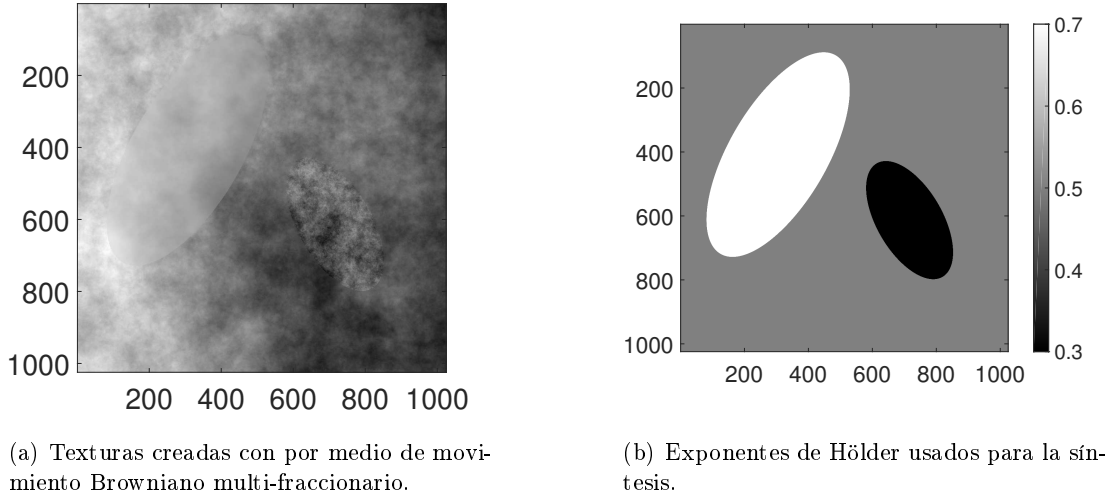 200
400
600
800
1000
200 400 600 800 1000
(a) Texturas creadas con por medio de movi-
miento Browniano multi-fraccionario.
200
400
600
800
1000
200 400 600 800 1000
0.7
0.6
0.5
0.4
0.3
(b) Exponentes de Hölder usados para la sín-
tesis.